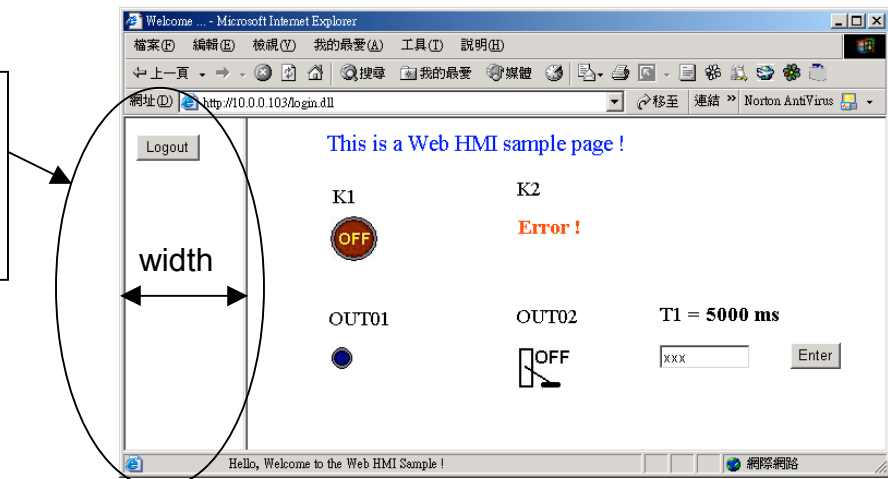 Welcome ... - Microsoft Internet Explorer
檔案(F) 編輯(E) 檢視(V) 我的最愛(A) 工具(T) 說明(H)
上一頁 搜尋 我的最愛 媒體
網址(D) http://10.0.0.103/login.dll 移至 連結 » Norton AntiVirus
Logout
This is a Web HMI sample page !
K1 K2
OFF Error !
width
OUT01 OUT02 T1 = 5000 ms
OFF xxx Enter
Hello, Welcome to the Web HMI Sample ! 網際網路